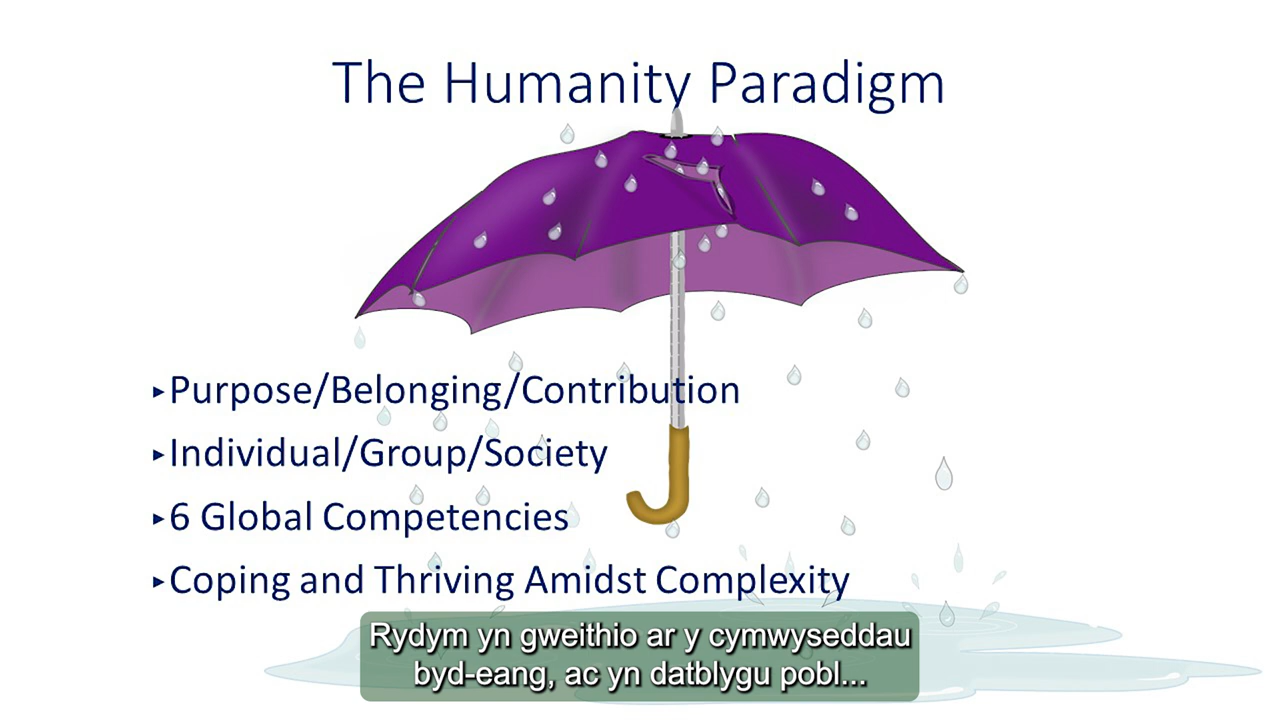 The Humanity Paradigm
▸Purpose/Belonging/Contribution
▸Individual/Group/Society
▸6 Global Competencies
▸Coping and Thriving Amidst Complexity
Rydym yn gweithio ar y cymwyseddau
byd-eang, ac yn datblygu pobl...